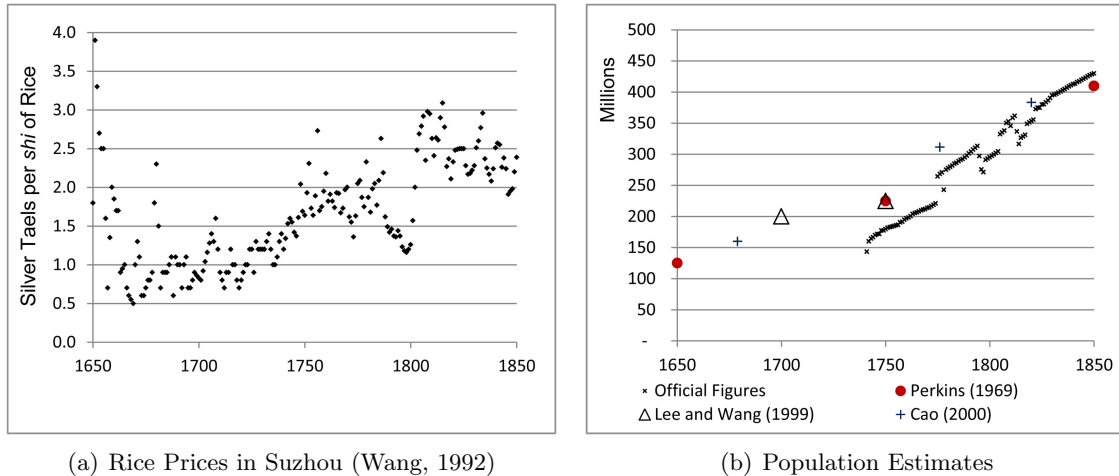 Silver Taels per shi of Rice
4.0
3.5
3.0
2.5
2.0
1.5
1.0
0.5
0.0
1650 1700 1750 1800 1850
(a) Rice Prices in Suzhou (Wang, 1992)
Millions
500
450
400
350
300
250
200
150
100
50
-
1650 1700 1750 1800 1850
Official Figures Perkins (1969)
Lee and Wang (1999) Cao (2000)
(b) Population Estimates